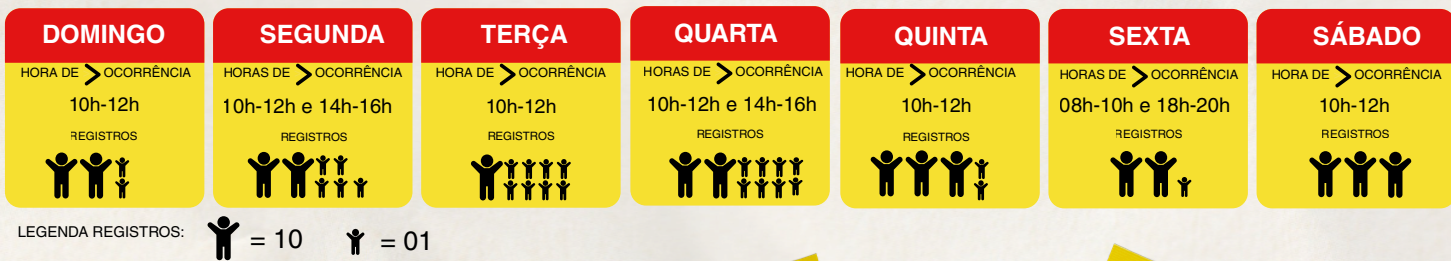 DOMINGO
HORA DE > OCORRÊNCIA
10h-12h
REGISTROS
SEGUNDA
HORAS DE > OCORRÊNCIA
10h-12h e 14h-16h
REGISTROS
TERÇA
HORA DE > OCORRÊNCIA
10h-12h
REGISTROS
QUARTA
HORAS DE > OCORRÊNCIA
10h-12h e 14h-16h
REGISTROS
QUINTA
HORA DE > OCORRÊNCIA
10h-12h
REGISTROS
SEXTA
HORAS DE > OCORRÊNCIA
08h-10h e 18h-20h
REGISTROS
SÁBADO
HORA DE > OCORRÊNCIA
10h-12h
REGISTROS
LEGENDA REGISTROS: = 10 = 01